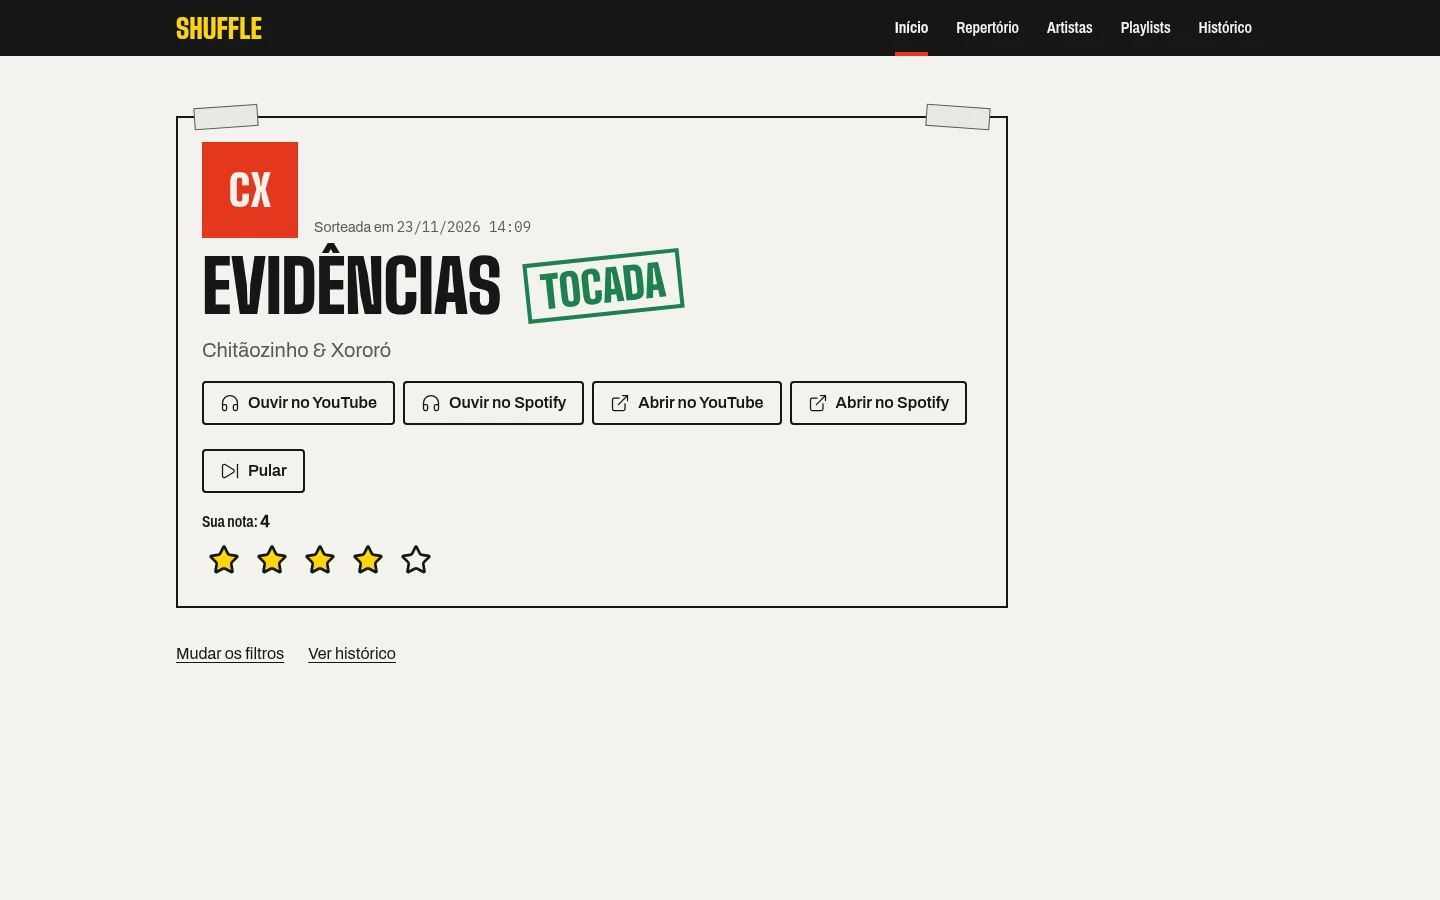 SHUFFLE
Início Repertório Artistas Playlists Histórico
CX
Sorteada em 23/11/2026 14:09
EVIDÊNCIAS TOCADA
Chitãozinho & Xororó
Ouvir no YouTube Ouvir no Spotify Abrir no YouTube Abrir no Spotify
Pular
Sua nota: 4
Mudar os filtros Ver histórico